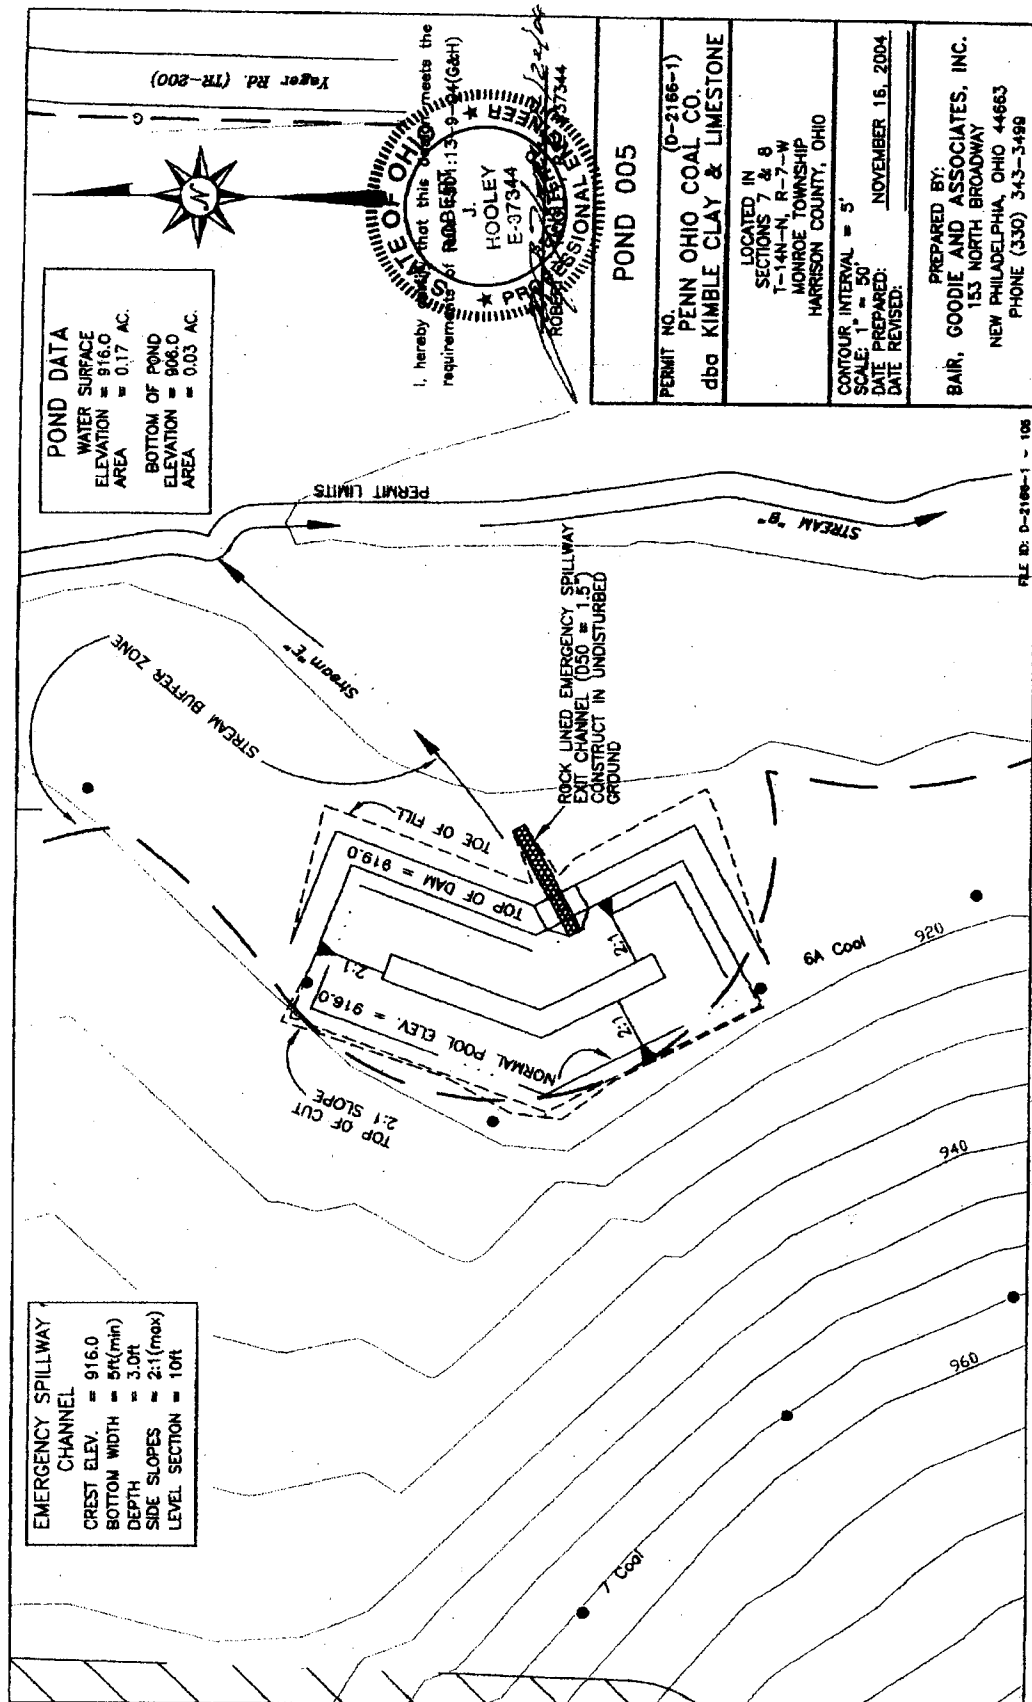 EMERGENCY SPILLWAY
CHANNEL
CREST ELEV. = 916.0
BOTTOM WIDTH = 5ft(min)
DEPTH = 3.0ft
SIDE SLOPES = 2:1(max)
LEVEL SECTION = 10ft
POND DATA
WATER SURFACE
ELEVATION = 916.0
AREA = 0.17 AC.
BOTTOM OF POND
ELEVATION = 906.0
AREA = 0.03 AC.
Yager Rd. (TR-200)
G
N
I, hereby that this meets the
requirements of
STATE OF OHIO
ROBERT
J.
HOOLEY
E-37344
PROFESSIONAL ENGINEER
POND 005
PERMIT NO. (D-2166-1)
PENN OHIO COAL CO.
dba KIMBLE CLAY & LIMESTONE
LOCATED IN
SECTIONS 7 & 8
T-14N-N, R-7-W
MONROE TOWNSHIP
HARRISON COUNTY, OHIO
CONTOUR INTERVAL = 5'
SCALE: 1" = 50'
DATE PREPARED: NOVEMBER 16, 2004
DATE REVISED:
PREPARED BY:
BAIR, GOODIE AND ASSOCIATES, INC.
153 NORTH BROADWAY
NEW PHILADELPHIA, OHIO 44663
PHONE (330) 343-3499
FILE ID: D-2166-1 - 106
PERMIT LIMITS
STREAM "B"
Stream "E"
STREAM BUFFER ZONE
ROCK LINED EMERGENCY SPILLWAY
EXIT CHANNEL (D50 = 1.5")
CONSTRUCT IN UNDISTURBED
GROUND
TOE OF FILL
TOP OF DAM = 919.0
2:1
NORMAL POOL ELEV. = 916.0
2:1
2:1
TOP OF CUT
2:1 SLOPE
6A Coal
920
940
960
7 Coal